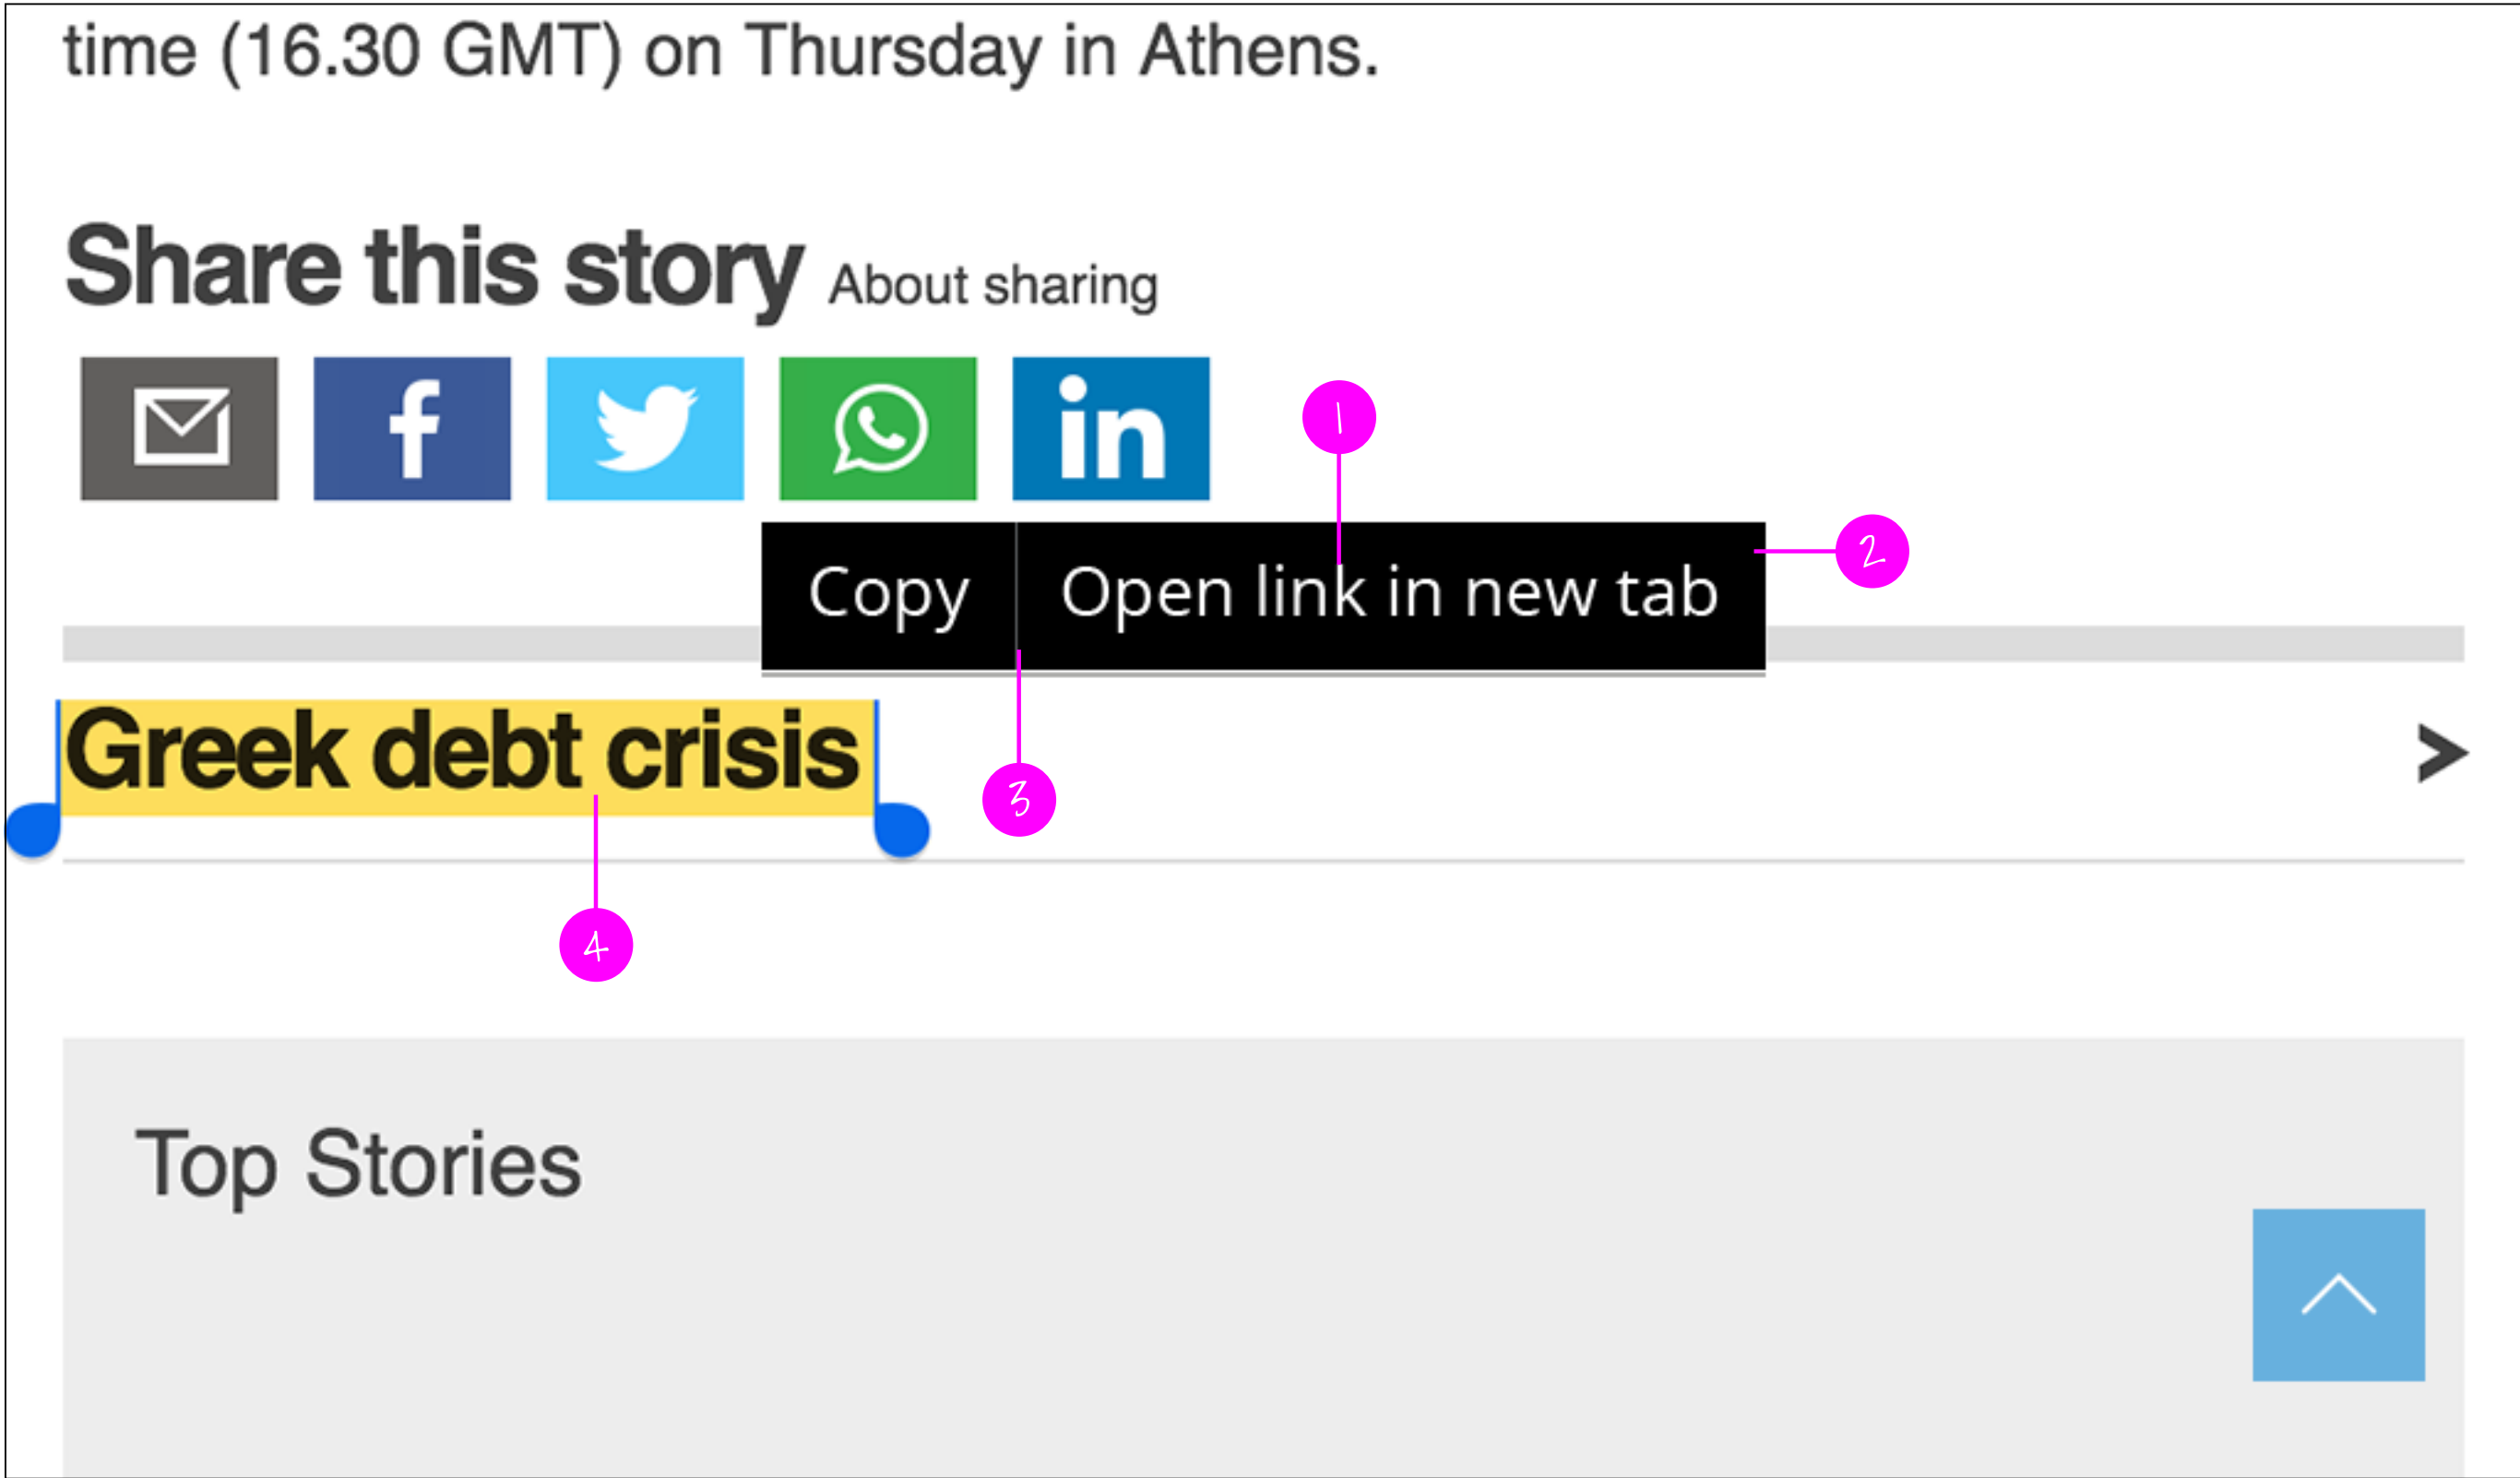 time (16.30 GMT) on Thursday in Athens.
Share this story About sharing
f in
1
Copy Open link in new tab
2
Greek debt crisis >
3
4
Top Stories